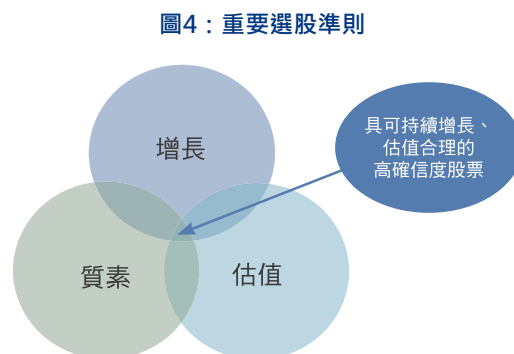 圖4：重要選股準則
增長
具可持續增長、
估值合理的
高確信度股票
質素
估值